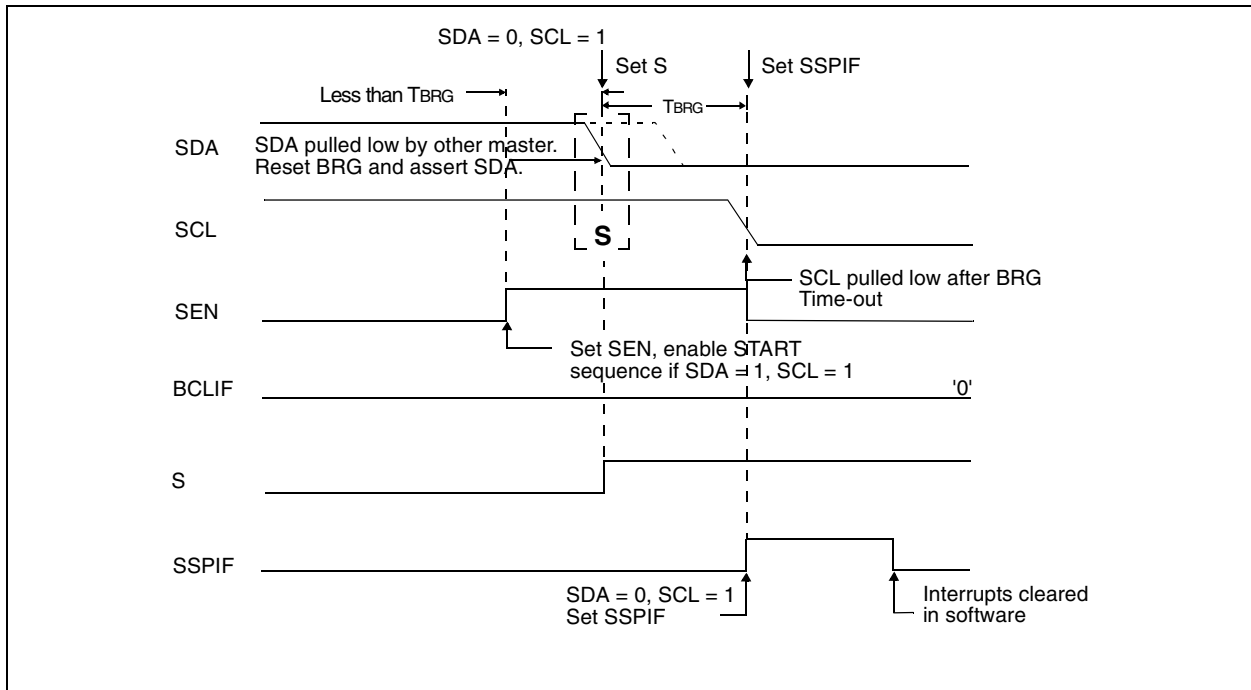 SDA = 0, SCL = 1
Set S
Set SSPIF
Less than TBRG
TBRG
SDA
SDA pulled low by other master.
Reset BRG and assert SDA.
SCL
S
SCL pulled low after BRG
Time-out
SEN
Set SEN, enable START
sequence if SDA = 1, SCL = 1
BCLIF
'0'
S
SSPIF
SDA = 0, SCL = 1
Set SSPIF
Interrupts cleared
in software